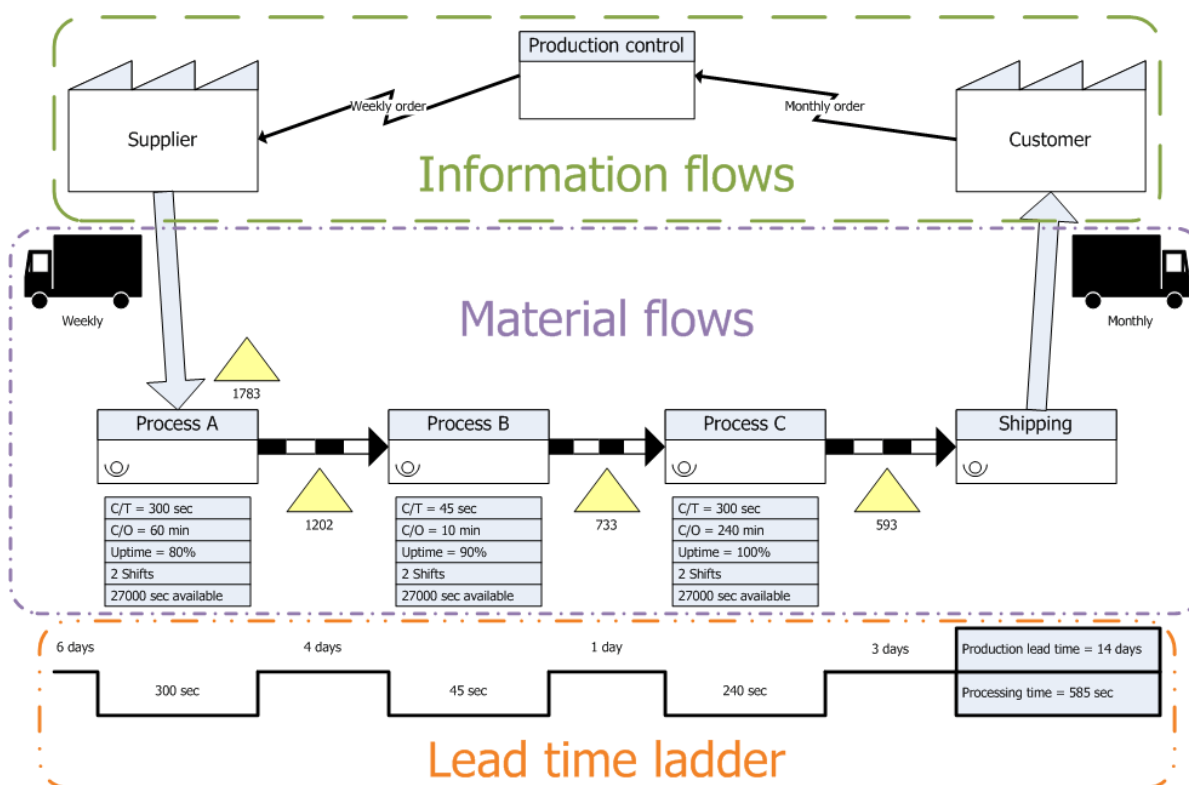 Production control
Weekly order
Monthly order
Supplier
Customer
Information flows
Weekly
Material flows
Monthly
1783
Process A
Process B
Process C
Shipping
1202
733
593
C/T = 300 sec
C/O = 60 min
Uptime = 80%
2 Shifts
27000 sec available
C/T = 45 sec
C/O = 10 min
Uptime = 90%
2 Shifts
27000 sec available
C/T = 300 sec
C/O = 240 min
Uptime = 100%
2 Shifts
27000 sec available
6 days
4 days
1 day
3 days
Production lead time = 14 days
300 sec
45 sec
240 sec
Processing time = 585 sec
Lead time ladder